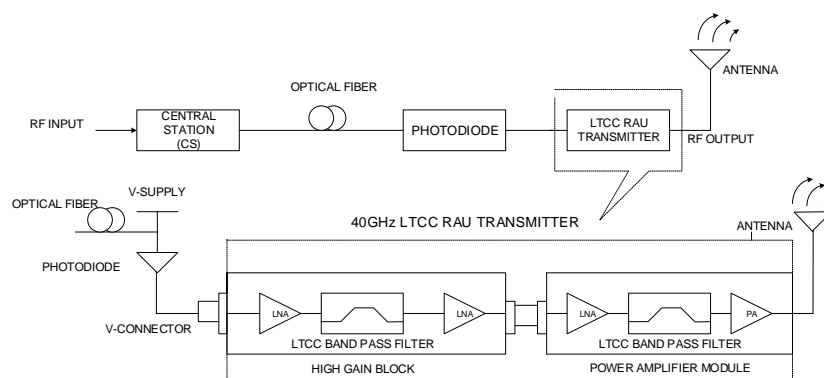 ANTENNA
OPTICAL FIBER
RF INPUT
CENTRAL
STATION
(CS)
PHOTODIODE
LTCC RAU
TRANSMITTER
RF OUTPUT
V-SUPPLY
OPTICAL FIBER
40GHz LTCC RAU TRANSMITTER
ANTENNA
PHOTODIODE
V-CONNECTOR
LNA
LNA
LTCC BAND PASS FILTER
HIGH GAIN BLOCK
LNA
PA
LTCC BAND PASS FILTER
POWER AMPLIFIER MODULE